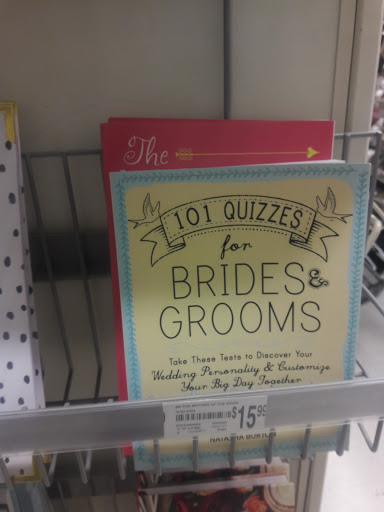 The
101 QUIZZES
for
BRIDES &
GROOMS
Take These Tests to Discover Your
Wedding Personality & Customize
Your Big Day Together
$15.99